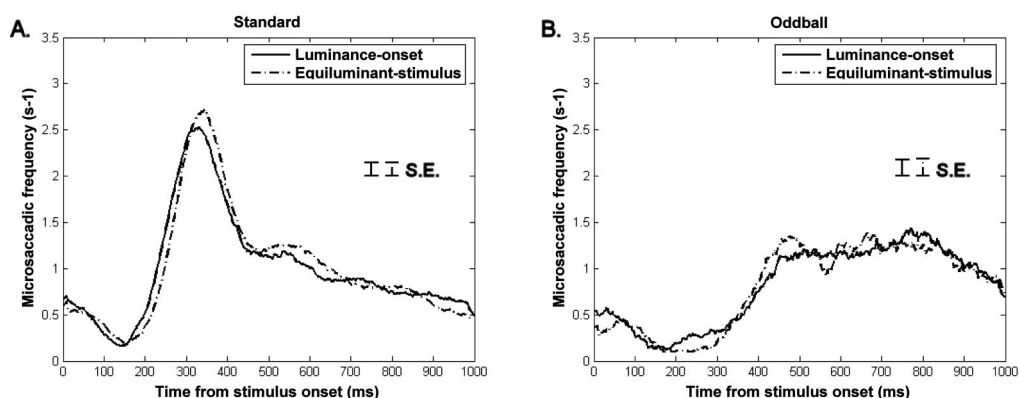 A.
Standard
Microsaccadic frequency (s-1)
3.5
3
2.5
2
1.5
1
0.5
0
Luminance-onset
Equiluminant-stimulus
S.E.
0 100 200 300 400 500 600 700 800 900 1000
Time from stimulus onset (ms)
B.
Oddball
Microsaccadic frequency (s-1)
3.5
3
2.5
2
1.5
1
0.5
0
Luminance-onset
Equiluminant-stimulus
S.E.
0 100 200 300 400 500 600 700 800 900 1000
Time from stimulus onset (ms)